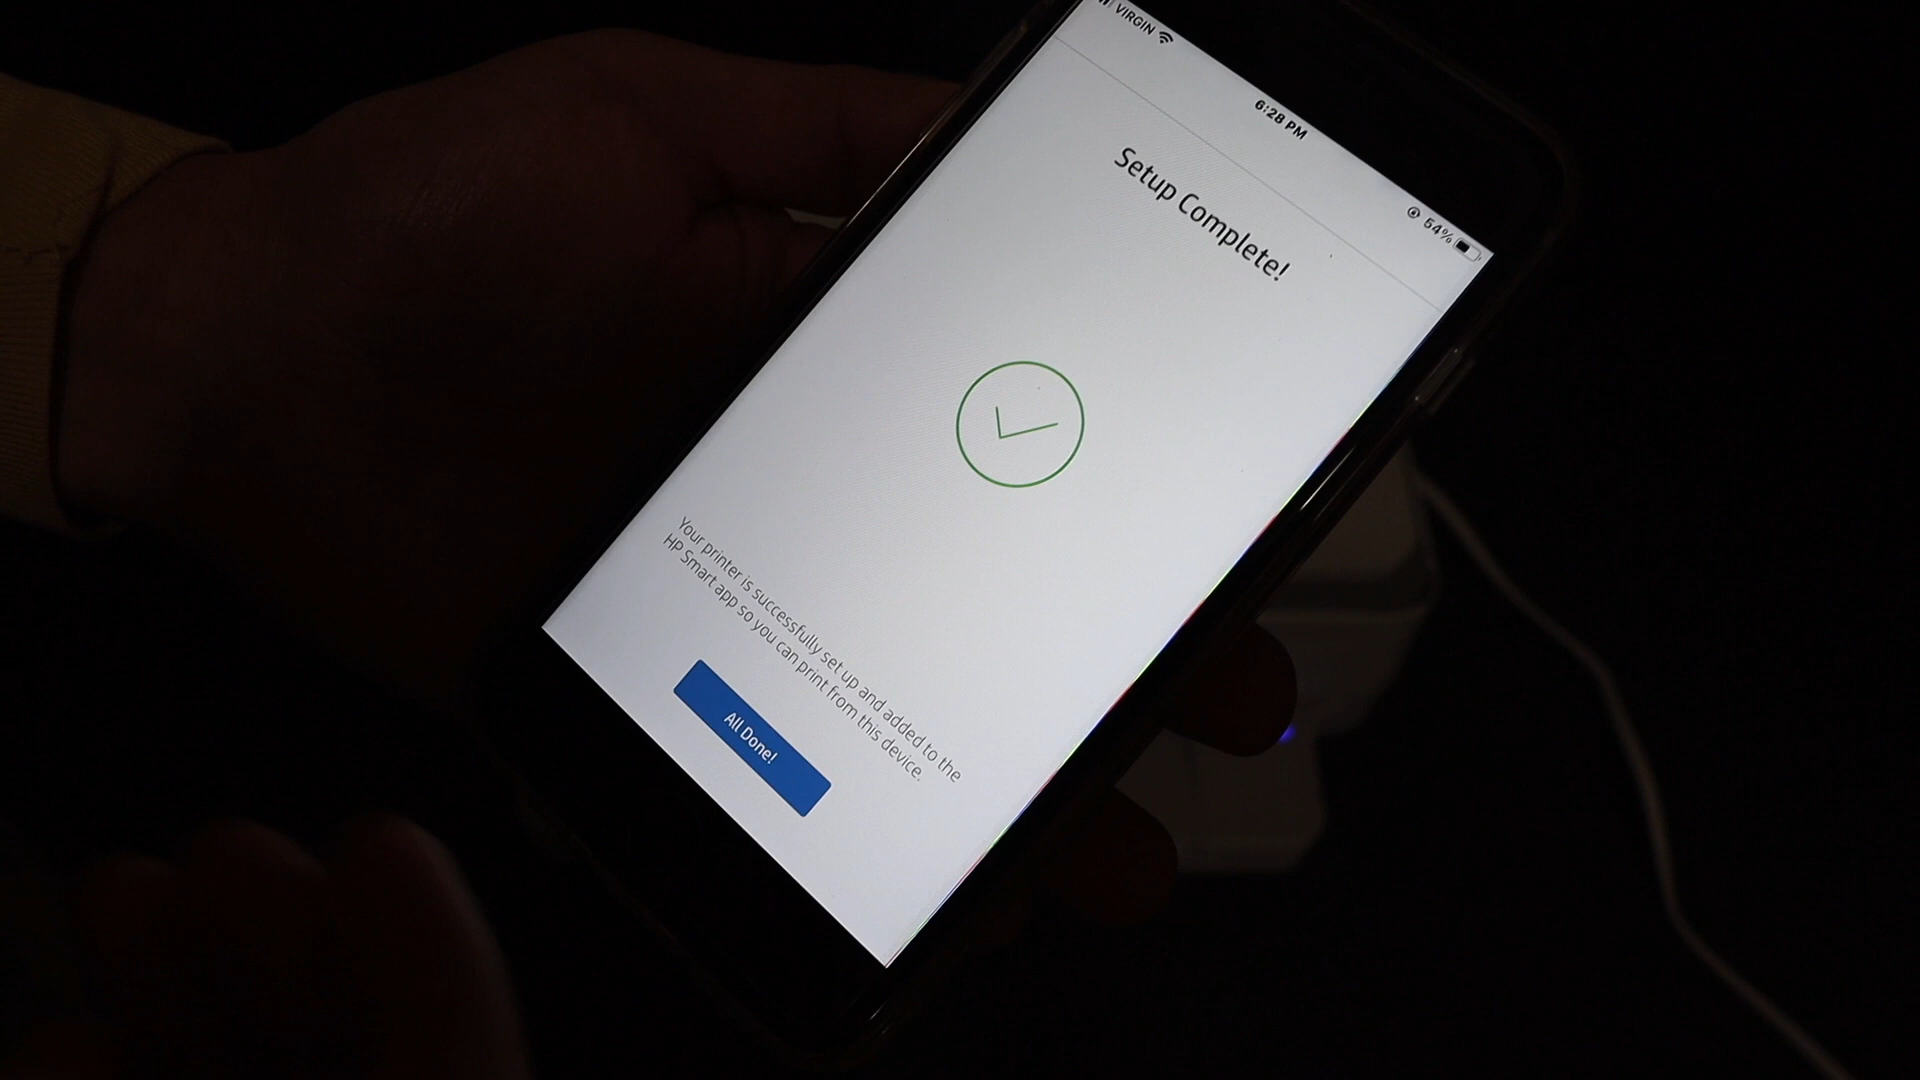 VIRGIN
6:28 PM
54%
Setup Complete!
Your printer is successfully set up and added to the
HP Smart app so you can print from this device.
All Done!